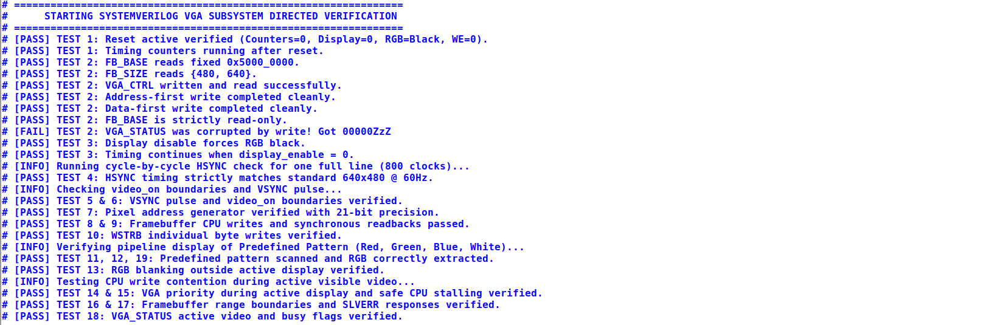 # ================================================================
#      STARTING SYSTEMVERILOG VGA SUBSYSTEM DIRECTED VERIFICATION
# ================================================================
# [PASS] TEST 1: Reset active verified (Counters=0, Display=0, RGB=Black, WE=0).
# [PASS] TEST 1: Timing counters running after reset.
# [PASS] TEST 2: FB_BASE reads fixed 0x5000_0000.
# [PASS] TEST 2: FB_SIZE reads {480, 640}.
# [PASS] TEST 2: VGA_CTRL written and read successfully.
# [PASS] TEST 2: Address-first write completed cleanly.
# [PASS] TEST 2: Data-first write completed cleanly.
# [PASS] TEST 2: FB_BASE is strictly read-only.
# [FAIL] TEST 2: VGA_STATUS was corrupted by write! Got 00000ZzZ
# [PASS] TEST 3: Display disable forces RGB black.
# [PASS] TEST 3: Timing continues when display_enable = 0.
# [INFO] Running cycle-by-cycle HSYNC check for one full line (800 clocks)...
# [PASS] TEST 4: HSYNC timing strictly matches standard 640x480 @ 60Hz.
# [INFO] Checking video_on boundaries and VSYNC pulse...
# [PASS] TEST 5 & 6: VSYNC pulse and video_on boundaries verified.
# [PASS] TEST 7: Pixel address generator verified with 21-bit precision.
# [PASS] TEST 8 & 9: Framebuffer CPU writes and synchronous readbacks passed.
# [PASS] TEST 10: WSTRB individual byte writes verified.
# [INFO] Verifying pipeline display of Predefined Pattern (Red, Green, Blue, White)...
# [PASS] TEST 11, 12, 19: Predefined pattern scanned and RGB correctly extracted.
# [PASS] TEST 13: RGB blanking outside active display verified.
# [INFO] Testing CPU write contention during active visible video...
# [PASS] TEST 14 & 15: VGA priority during active display and safe CPU stalling verified.
# [PASS] TEST 16 & 17: Framebuffer range boundaries and SLVERR responses verified.
# [PASS] TEST 18: VGA_STATUS active video and busy flags verified.